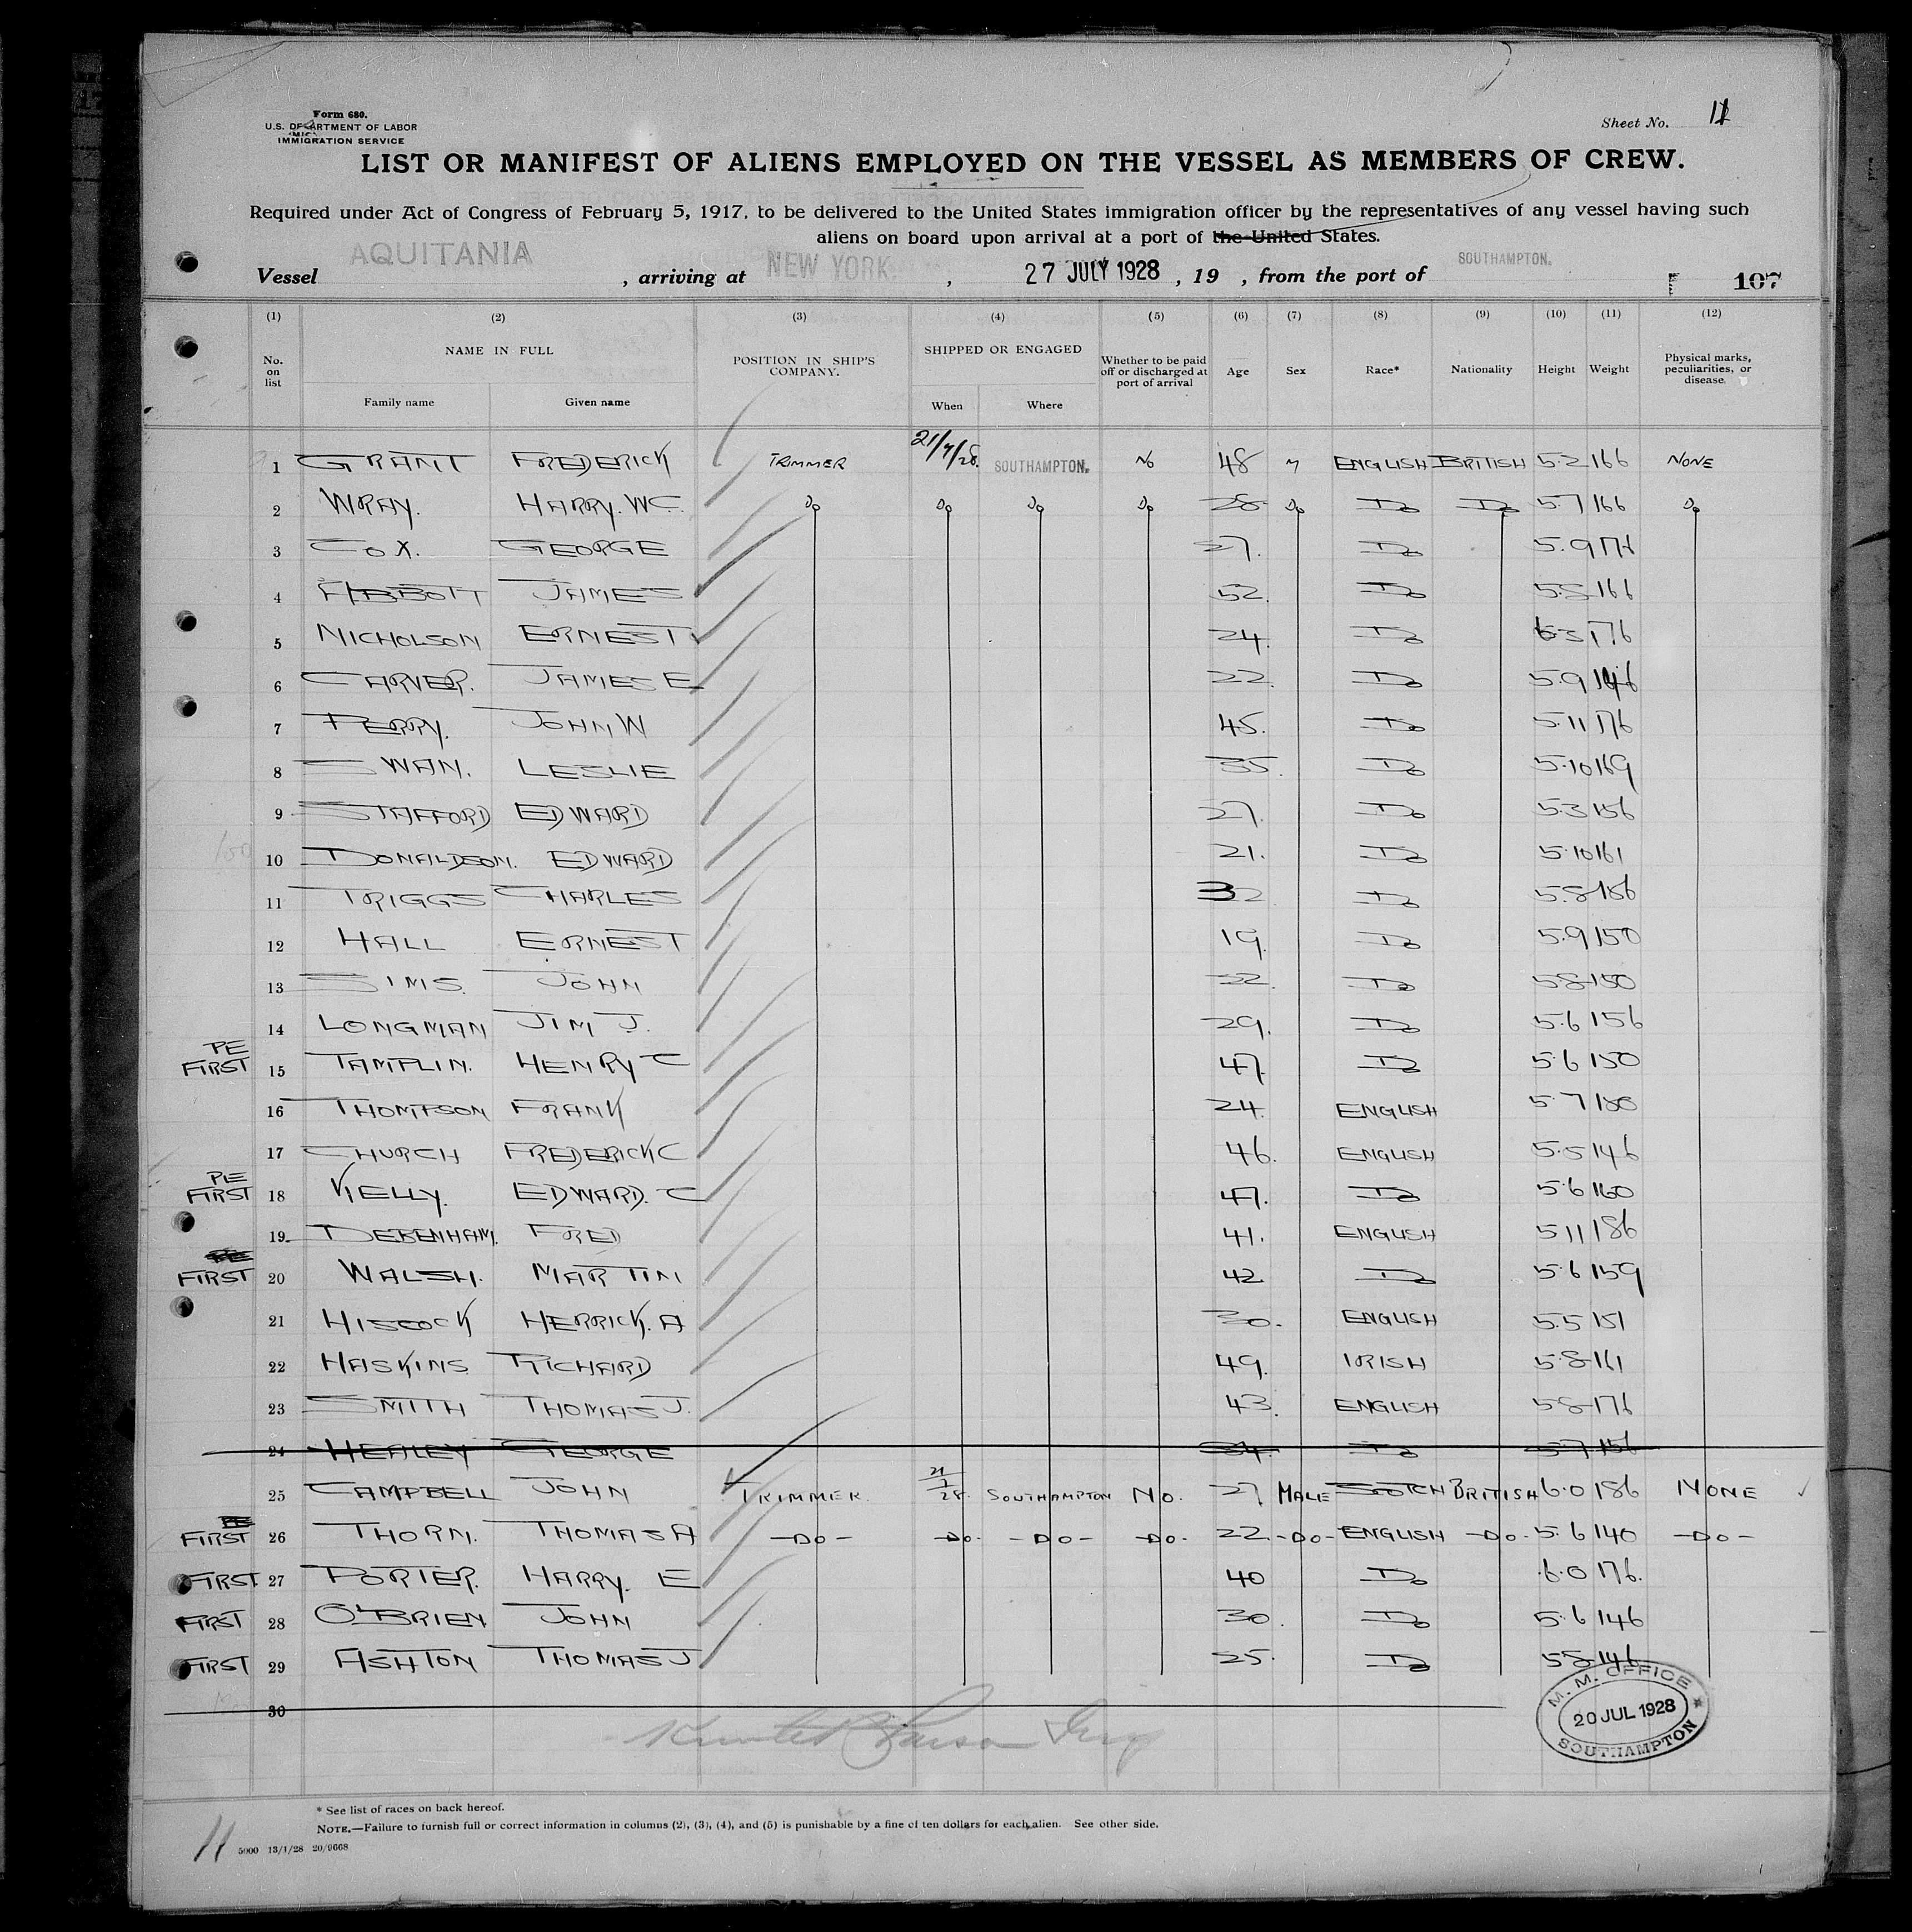 Form 680.
U.S. DEPARTMENT OF LABOR
IMMIGRATION SERVICE
Sheet No. 11
LIST OR MANIFEST OF ALIENS EMPLOYED ON THE VESSEL AS MEMBERS OF CREW.
Required under Act of Congress of February 5, 1917, to be delivered to the United States immigration officer by the representatives of any vessel having such
aliens on board upon arrival at a port of the United States.
Vessel AQUITANIA, arriving at NEW YORK, 27 JULY 1928, 19 , from the port of SOUTHAMPTON.
107
(1) (2) (3) (4) (5) (6) (7) (8) (9) (10) (11) (12)
No. on list NAME IN FULL Family name Given name POSITION IN SHIP'S COMPANY. SHIPPED OR ENGAGED When Where Whether to be paid off or discharged at port of arrival Age Sex Race* Nationality Height Weight Physical marks, peculiarities, or disease.
1 GRANT FREDERICK TRIMMER 21/7/28. SOUTHAMPTON. No 48 M ENGLISH BRITISH 5.2 166 NONE
2 WRAY. HARRY. W C. Do Do Do Do 28 Do Do Do 5.7 166 Do
3 COX. GEORGE 27. Do 5.9 174
4 ABBOTT JAMES 52. Do 5.5 166
5 NICHOLSON ERNEST 24. Do 176
6 CARVER. JAMES E 22. Do 5.9 146
7 PERRY. JOHN W 45. Do 5.11 176
8 SWAN. LESLIE 35. Do 5.10 169
9 STAFFORD EDWARD 27. Do 5.3 156
10 DONALDSON. EDWARD 21. Do 5.10 161
11 TRIGGS CHARLES 32 Do 5.8 186
12 HALL ERNEST 19. Do 5.9 150
13 SIMS. JOHN 32. Do 5.8 150
14 LONGMAN JIM J. 29. Do 5.6 156
PE
FIRST 15 TAMPLIN. HENRY C 47. Do 5.6 150
16 THOMPSON FRANK 24. ENGLISH 5.7 180
17 CHURCH FREDERICK C 46. ENGLISH 5.5 146
PE
FIRST 18 KELLY. EDWARD. C 47. Do 5.6 160
19 DEBENHAM. FRED 41. ENGLISH 5 11 186
FIRST 20 WALSH. MARTIN 42 Do 5.6 159
21 HISCOCK HERRICK. A 30. ENGLISH 5.5 151
22 HASKINS RICHARD 49. IRISH 5.8 161
23 SMITH THOMAS J. 43. ENGLISH 5.8 176
24 HEALEY GEORGE 34. Do 5.7 156
25 CAMPBELL JOHN TRIMMER. 21/7/28. SOUTHAMPTON No. 27 MALE SCOTCH BRITISH 6.0 186 NONE
PE
FIRST 26 THORN. THOMAS A -Do- -Do- -Do- -Do- 22 -Do- ENGLISH -Do- 5.6 140 -Do-
FIRST 27 PORTER. HARRY. E 40 Do 6.0 176.
FIRST 28 O'BRIEN JOHN 30. Do 5.6 146
FIRST 29 ASHTON THOMAS J 25. Do 5.8 146
30
M. M. OFFICE
20 JUL 1928
SOUTHAMPTON
* See list of races on back hereof.
NOTE.—Failure to furnish full or correct information in columns (2), (3), (4), and (5) is punishable by a fine of ten dollars for each alien. See other side.
11 5000 13/1/28 20/9668